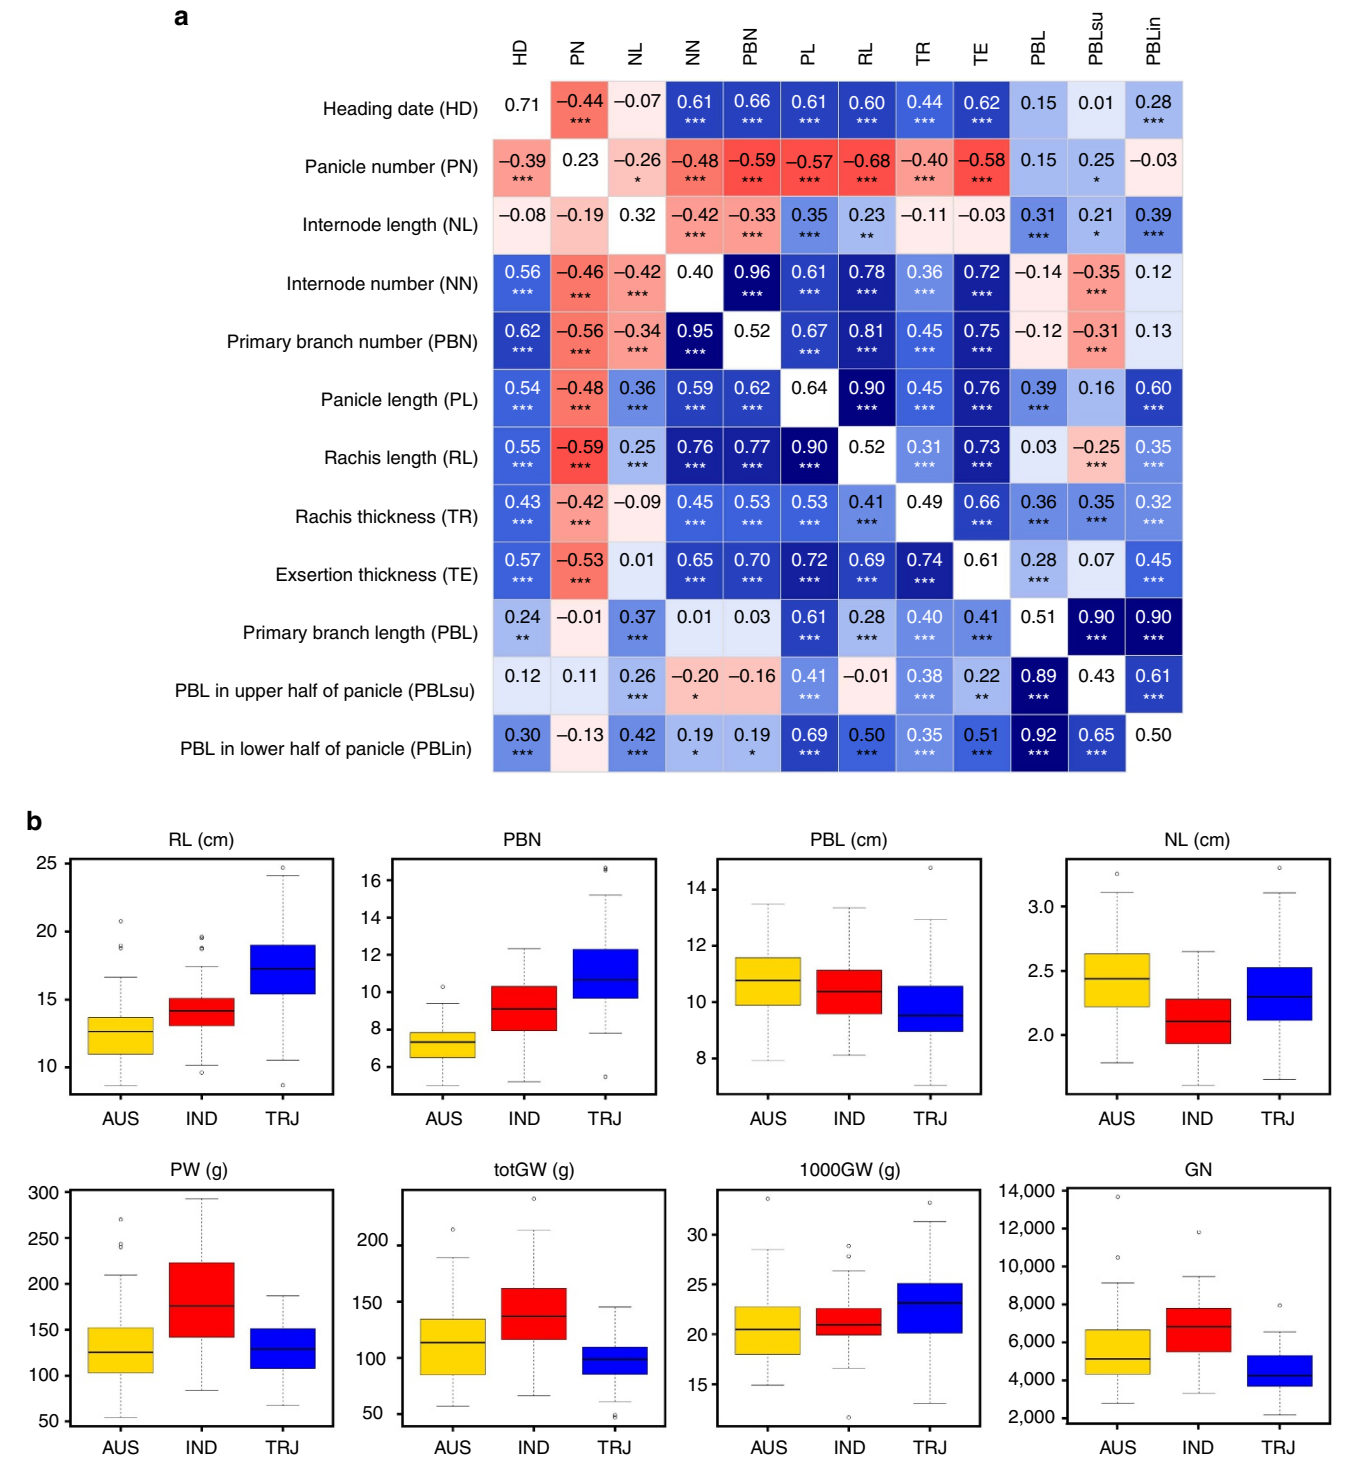 a
HD PN NL NN PBN PL RL TR TE PBL PBLsu PBLin
Heading date (HD) 0.71 −0.44 −0.07 0.61 0.66 0.61 0.60 0.44 0.62 0.15 0.01 0.28
*** *** *** *** *** *** *** ***
Panicle number (PN) −0.39 0.23 −0.26 −0.48 −0.59 −0.57 −0.68 −0.40 −0.58 0.15 0.25 −0.03
*** * *** *** *** *** *** *** *
Internode length (NL) −0.08 −0.19 0.32 −0.42 −0.33 0.35 0.23 −0.11 −0.03 0.31 0.21 0.39
*** *** *** ** *** * ***
Internode number (NN) 0.56 −0.46 −0.42 0.40 0.96 0.61 0.78 0.36 0.72 −0.14 −0.35 0.12
*** *** *** *** *** *** *** *** ***
Primary branch number (PBN) 0.62 −0.56 −0.34 0.95 0.52 0.67 0.81 0.45 0.75 −0.12 −0.31 0.13
*** *** *** *** *** *** *** *** ***
Panicle length (PL) 0.54 −0.48 0.36 0.59 0.62 0.64 0.90 0.45 0.76 0.39 0.16 0.60
*** *** *** *** *** *** *** *** *** ***
Rachis length (RL) 0.55 −0.59 0.25 0.76 0.77 0.90 0.52 0.31 0.73 0.03 −0.25 0.35
*** *** *** *** *** *** *** *** *** ***
Rachis thickness (TR) 0.43 −0.42 −0.09 0.45 0.53 0.53 0.41 0.49 0.66 0.36 0.35 0.32
*** *** *** *** *** *** *** *** *** ***
Exsertion thickness (TE) 0.57 −0.53 0.01 0.65 0.70 0.72 0.69 0.74 0.61 0.28 0.07 0.45
*** *** *** *** *** *** *** *** ***
Primary branch length (PBL) 0.24 −0.01 0.37 0.01 0.03 0.61 0.28 0.40 0.41 0.51 0.90 0.90
** *** *** *** *** *** *** ***
PBL in upper half of panicle (PBLsu) 0.12 0.11 0.26 −0.20 −0.16 0.41 −0.01 0.38 0.22 0.89 0.43 0.61
*** * *** *** ** *** ***
PBL in lower half of panicle (PBLin) 0.30 −0.13 0.42 0.19 0.19 0.69 0.50 0.35 0.51 0.92 0.65 0.50
*** *** * * *** *** *** *** *** ***
b
RL (cm) PBN PBL (cm) NL (cm)
25
20
15
10
AUS IND TRJ
16
14
12
10
8
6
AUS IND TRJ
14
12
10
8
AUS IND TRJ
3.0
2.5
2.0
AUS IND TRJ
PW (g) totGW (g) 1000GW (g) GN
300
250
200
150
100
50
AUS IND TRJ
200
150
100
50
AUS IND TRJ
30
25
20
15
AUS IND TRJ
14,000
12,000
10,000
8,000
6,000
4,000
2,000
AUS IND TRJ